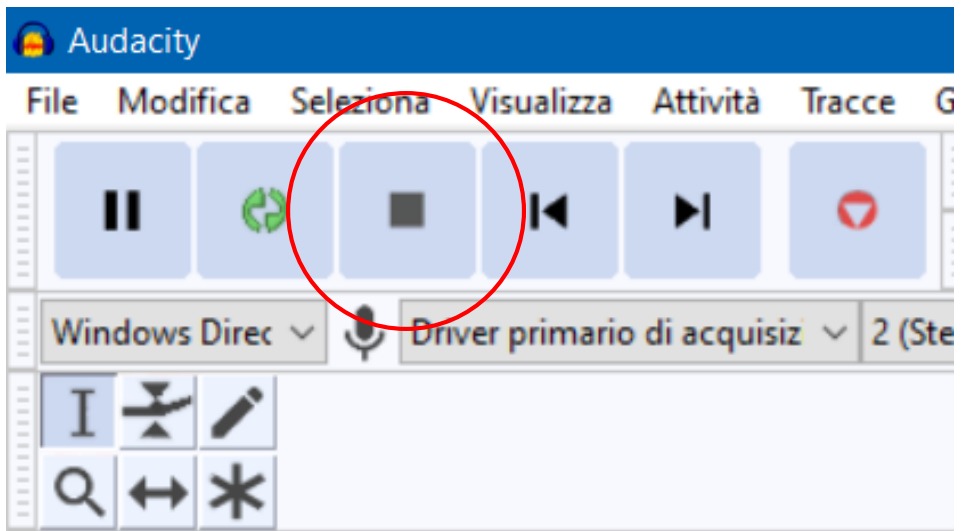 Audacity
File Modifica Seleziona Visualizza Attività Tracce G
Windows Direc Driver primario di acquisiz 2 (Ste